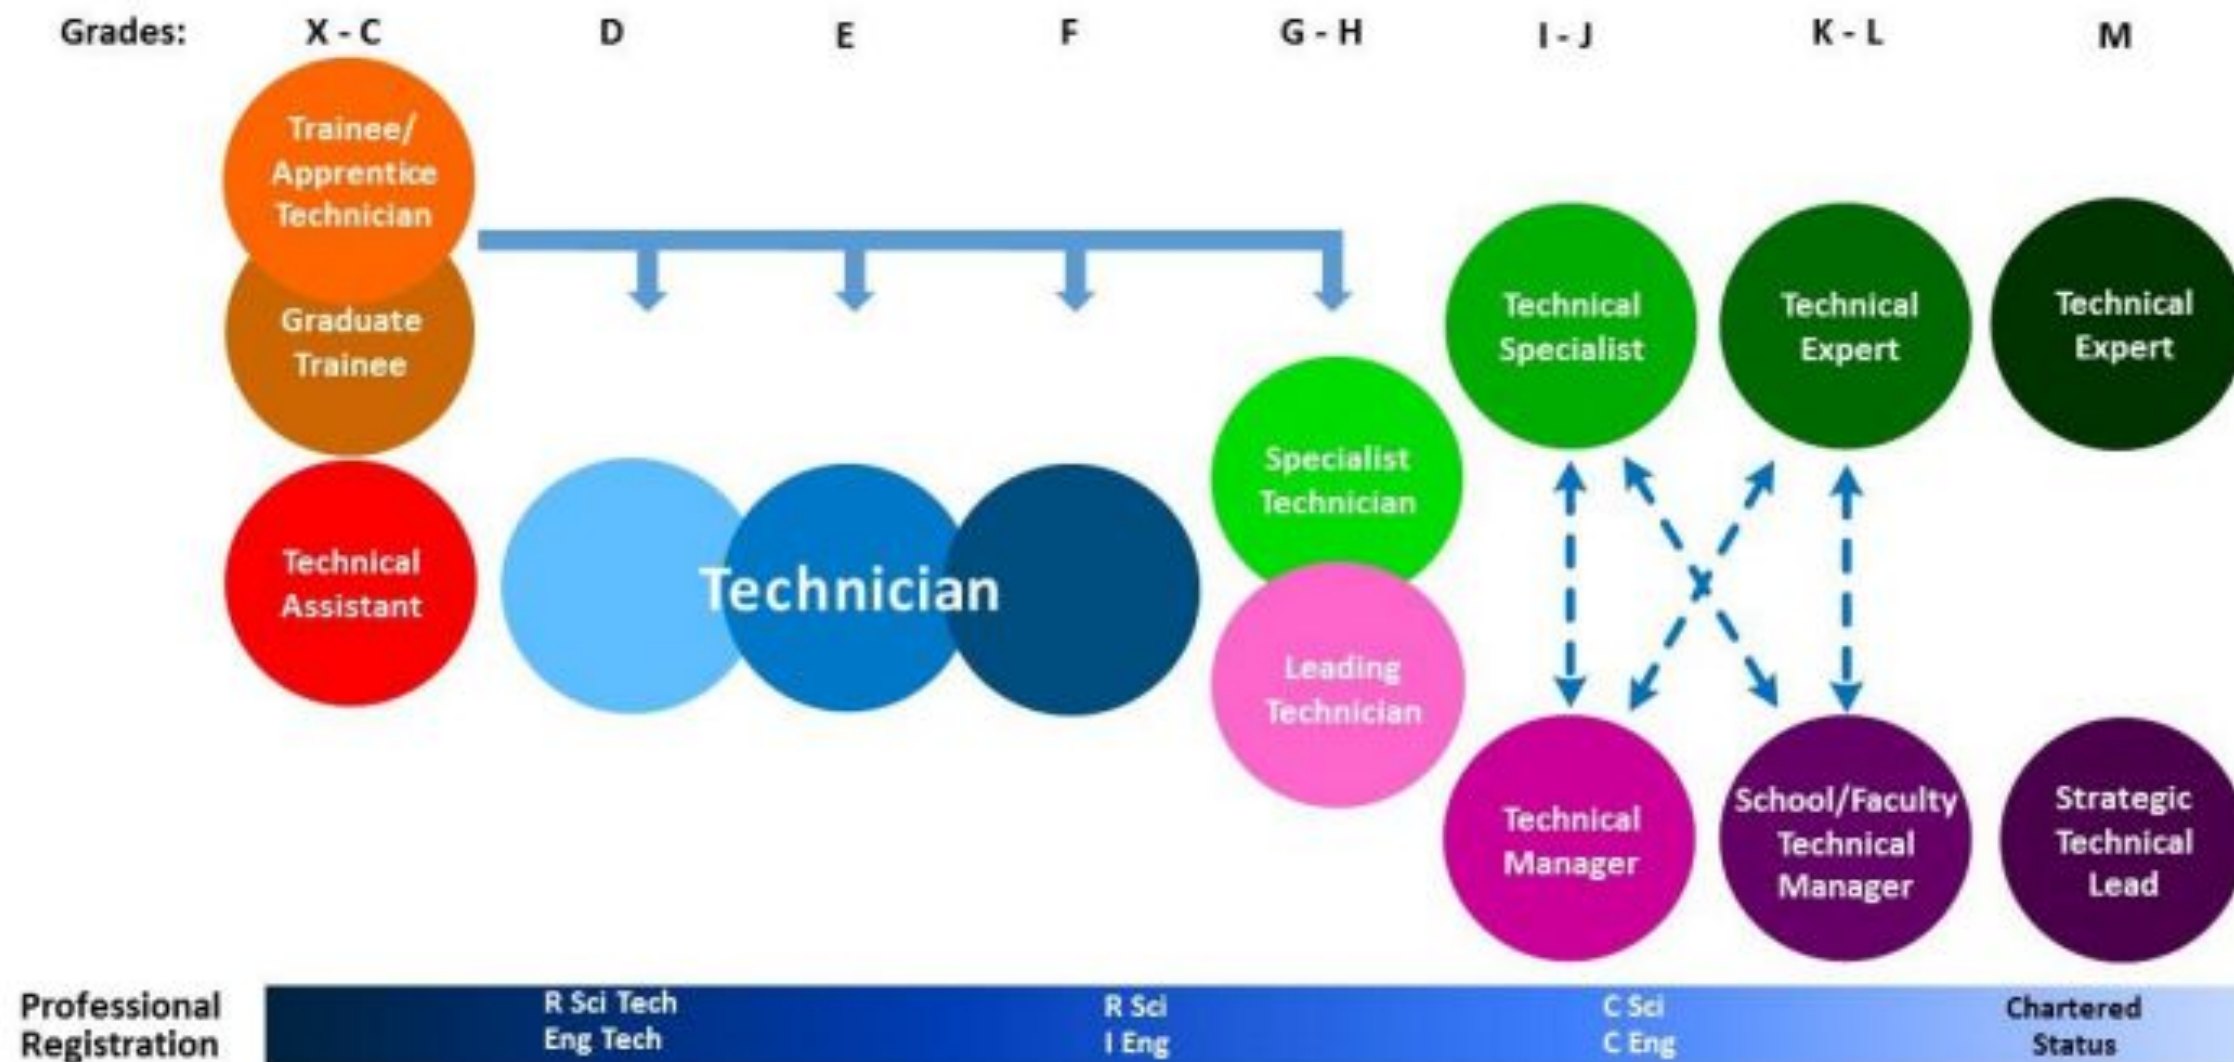 Grades: X - C D E F G - H I - J K - L M
Trainee/
Apprentice
Technician
Graduate
Trainee
Technical
Assistant
Technician
Specialist
Technician
Leading
Technician
Technical
Specialist
Technical
Manager
Technical
Expert
School/Faculty
Technical
Manager
Technical
Expert
Strategic
Technical
Lead
Professional
Registration
R Sci Tech
Eng Tech
R Sci
I Eng
C Sci
C Eng
Chartered
Status